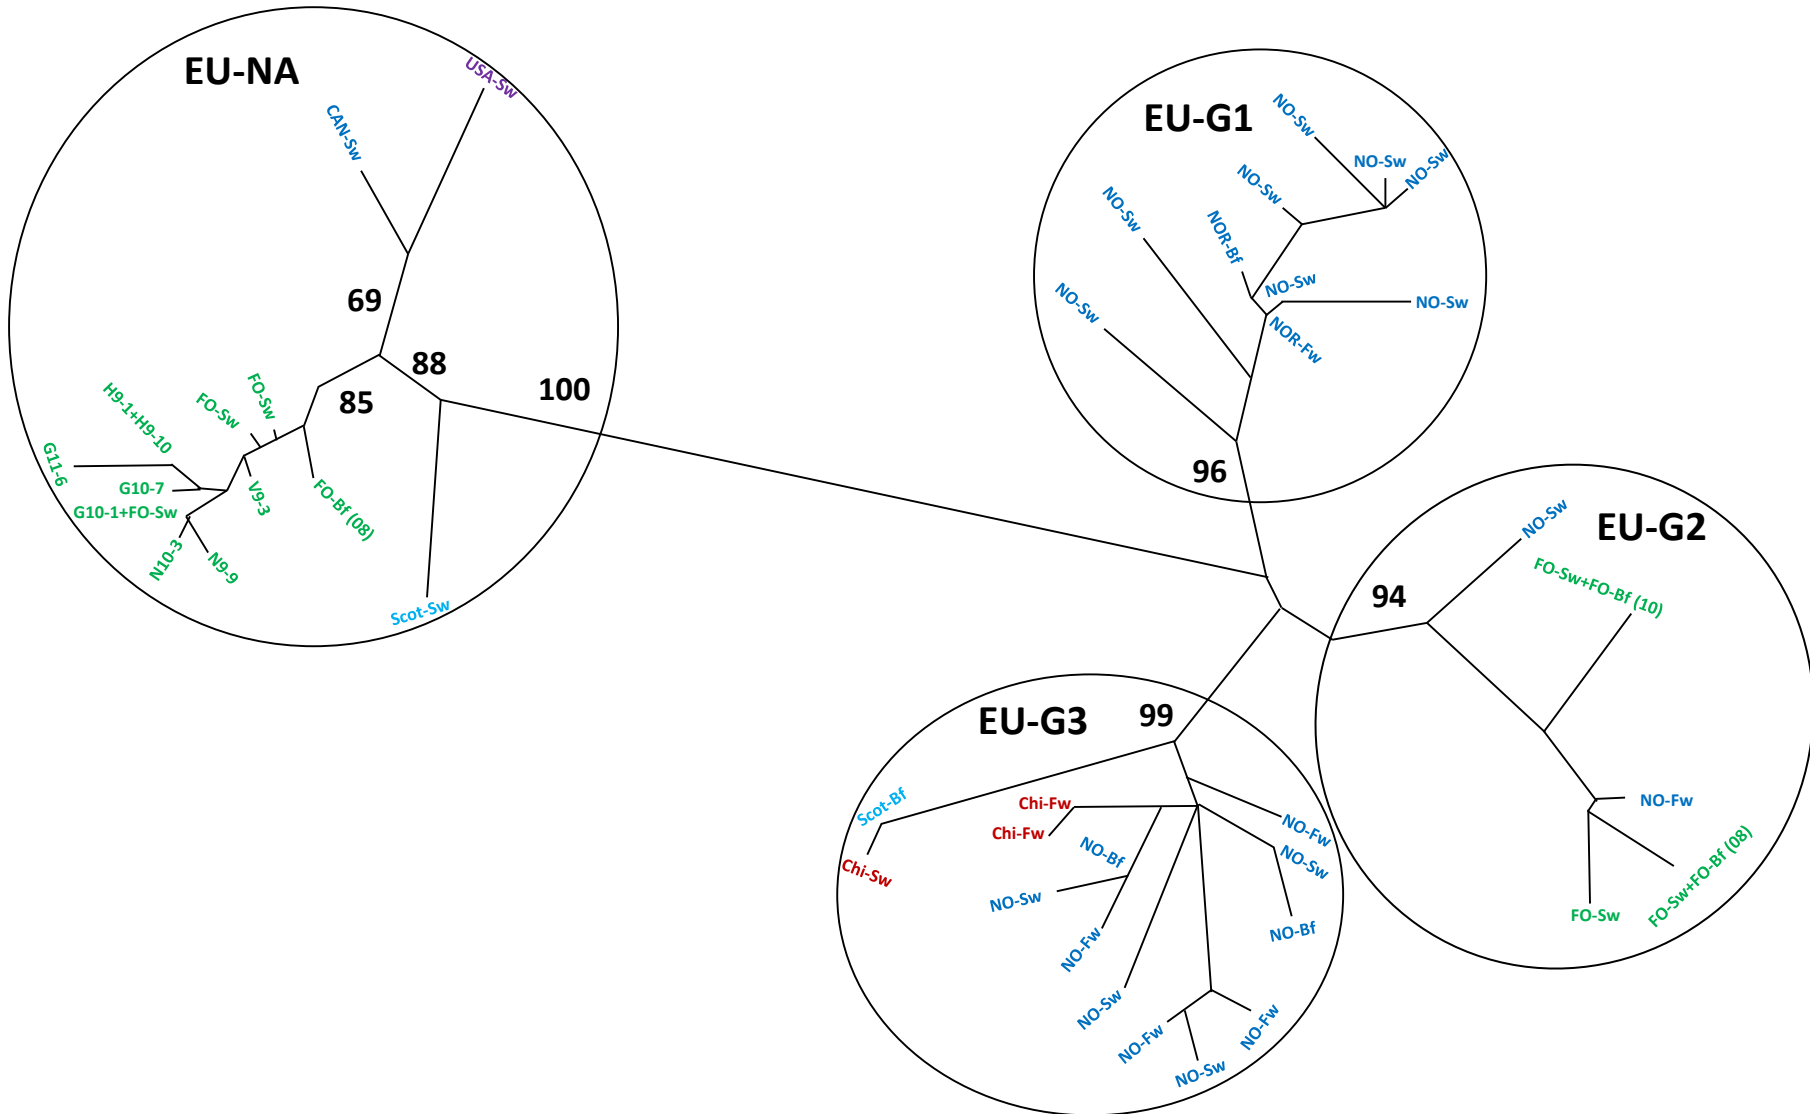 EU-NA
USA-Sw
CAN-Sw
69
88
100
85
FO-Sw
FO-Sw
H9-1+H9-10
G11-6
G10-7
G10-1+FO-Sw
V9-3
FO-Bf (08)
N10-3
N9-9
Scot-Sw
EU-G1
NO-Sw
NO-Sw
NO-Sw
NO-Sw
NO-Sw
NOR-Bf
NO-Sw
NO-Sw
NO-Sw
NOR-Fw
96
EU-G2
NO-Sw
FO-Sw+FO-Bf (10)
94
NO-Fw
FO-Sw+FO-Bf (08)
FO-Sw
EU-G3
99
Scot-Bf
Chi-Fw
Chi-Fw
Chi-Sw
NO-Fw
NO-Sw
NO-Bf
NO-Bf
NO-Sw
NO-Fw
NO-Sw
NO-Fw
NO-Fw
NO-Sw